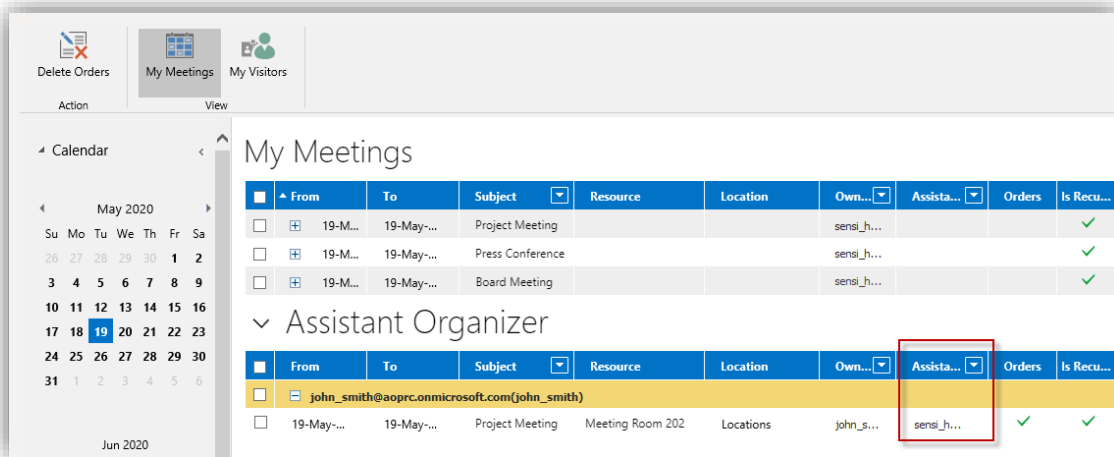 Delete Orders
My Meetings
My Visitors
Action
View
Calendar
May 2020
Su Mo Tu We Th Fr Sa
26 27 28 29 30 1 2
3 4 5 6 7 8 9
10 11 12 13 14 15 16
17 18 19 20 21 22 23
24 25 26 27 28 29 30
31 1 2 3 4 5 6
Jun 2020
My Meetings
From To Subject Resource Location Own... Assista... Orders Is Recu...
19-M... 19-May-... Project Meeting sensi_h...
19-M... 19-May-... Press Conference sensi_h...
19-M... 19-May-... Board Meeting sensi_h...
Assistant Organizer
From To Subject Resource Location Own... Assista... Orders Is Recu...
john_smith@aoprc.onmicrosoft.com(john_smith)
19-May-... 19-May-... Project Meeting Meeting Room 202 Locations john_s... sensi_h...